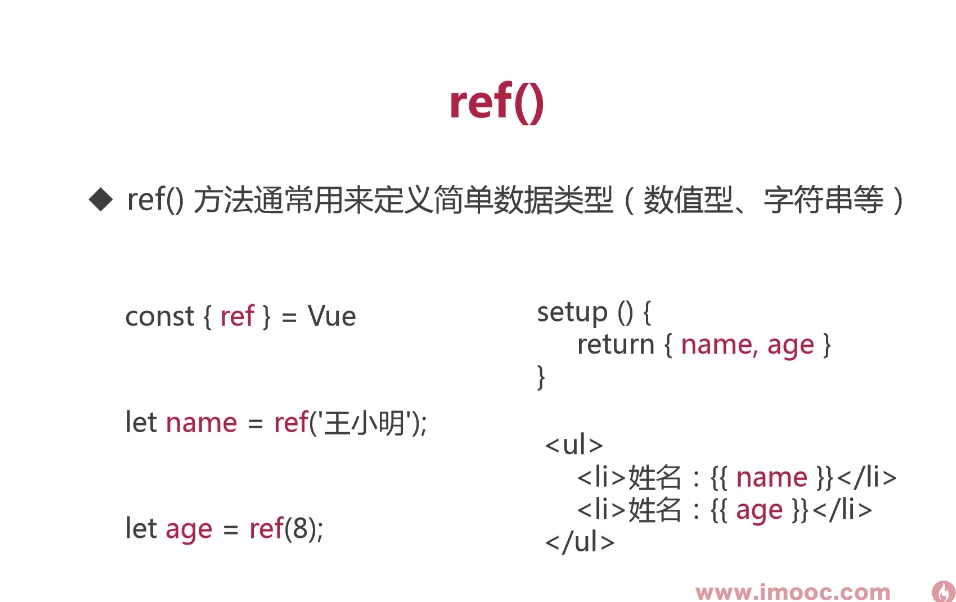 ref()
◆ ref() 方法通常用来定义简单数据类型（数值型、字符串等）
const { ref } = Vue
let name = ref('王小明');
let age = ref(8);
setup () {
return { name, age }
}
<ul>
<li>姓名：{{ name }}</li>
<li>姓名：{{ age }}</li>
</ul>
www.imooc.com